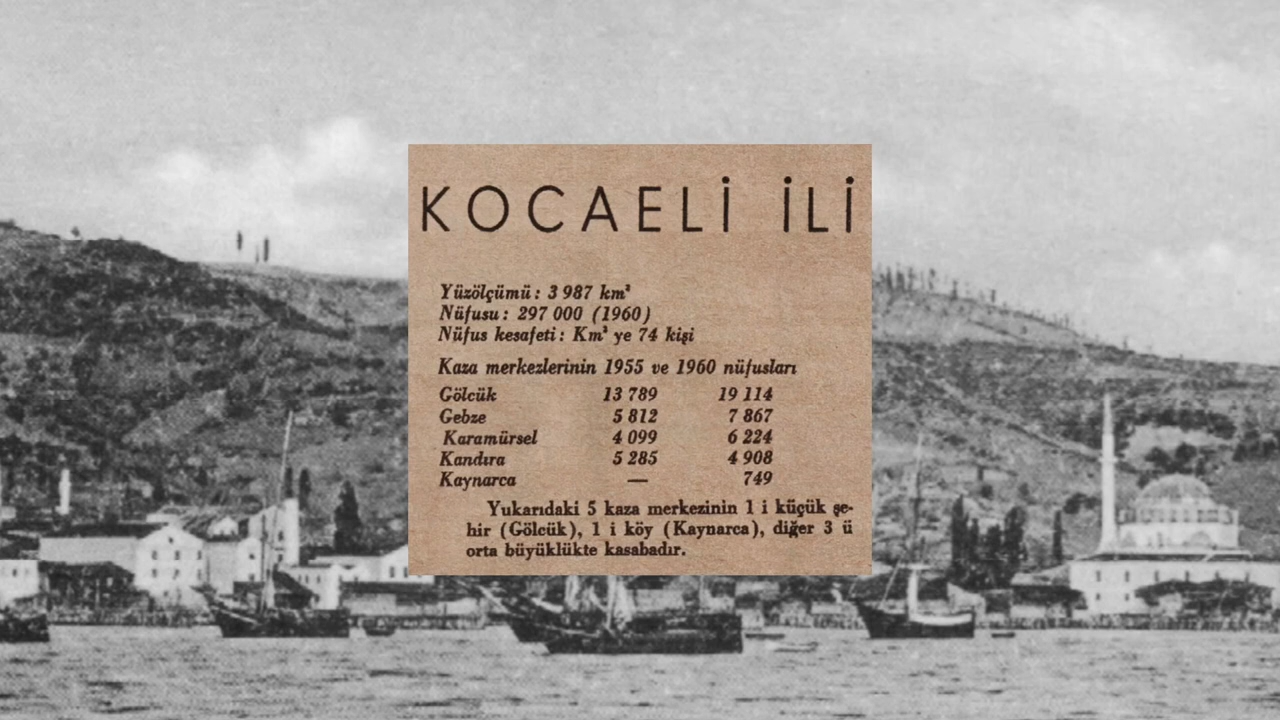 KOCAELİ İLİ
Yüzölçümü: 3 987 km²
Nüfusu: 297 000 (1960)
Nüfus kesafeti: Km² ye 74 kişi
Kaza merkezlerinin 1955 ve 1960 nüfusları
Gölcük 13 789 19 114
Gebze 5 812 7 867
Karamürsel 4 099 6 224
Kandıra 5 285 4 908
Kaynarca — 749
Yukarıdaki 5 kaza merkezinin 1 i küçük şe-
hir (Gölcük), 1 i köy (Kaynarca), diğer 3 ü
orta büyüklükte kasabadır.